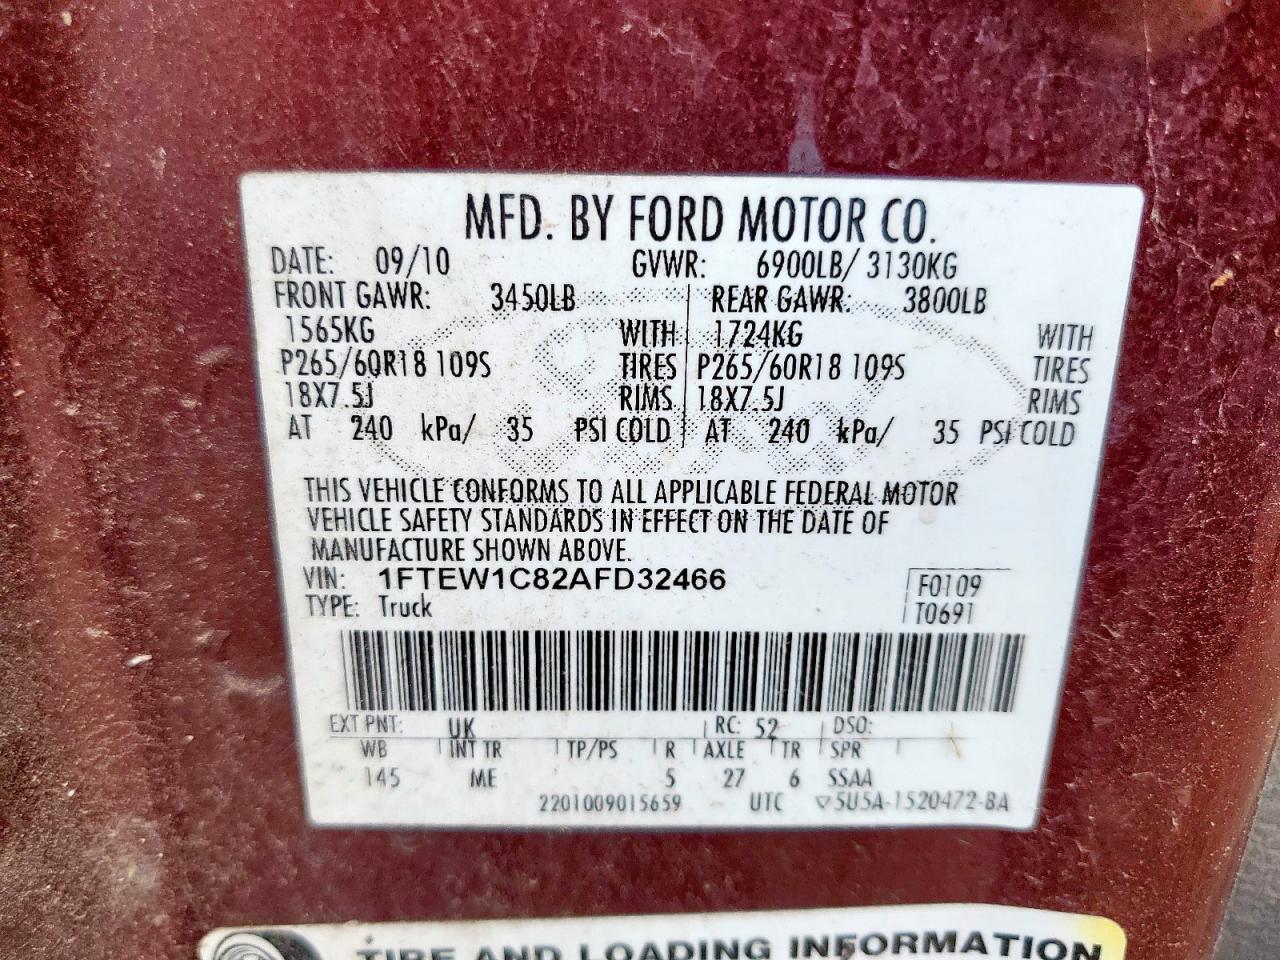 MFD. BY FORD MOTOR CO.
DATE: 09/10 GVWR: 6900LB/ 3130KG
FRONT GAWR: 3450LB REAR GAWR: 3800LB
1565KG WITH 1724KG WITH
P265/60R18 109S TIRES P265/60R18 109S TIRES
18X7.5J RIMS 18X7.5J RIMS
AT 240 kPa/ 35 PSI COLD AT 240 kPa/ 35 PSI COLD
THIS VEHICLE CONFORMS TO ALL APPLICABLE FEDERAL MOTOR
VEHICLE SAFETY STANDARDS IN EFFECT ON THE DATE OF
MANUFACTURE SHOWN ABOVE.
VIN: 1FTEW1C82AFD32466 F0109
TYPE: Truck T0691
EXT PNT: UK RC: 52 DSO:
WB INT TR TP/PS R AXLE TR SPR
145 ME 5 27 6 SSAA
2201009015659 UTC ▽5U5A-1520472-BA
TIRE AND LOADING INFORMATION